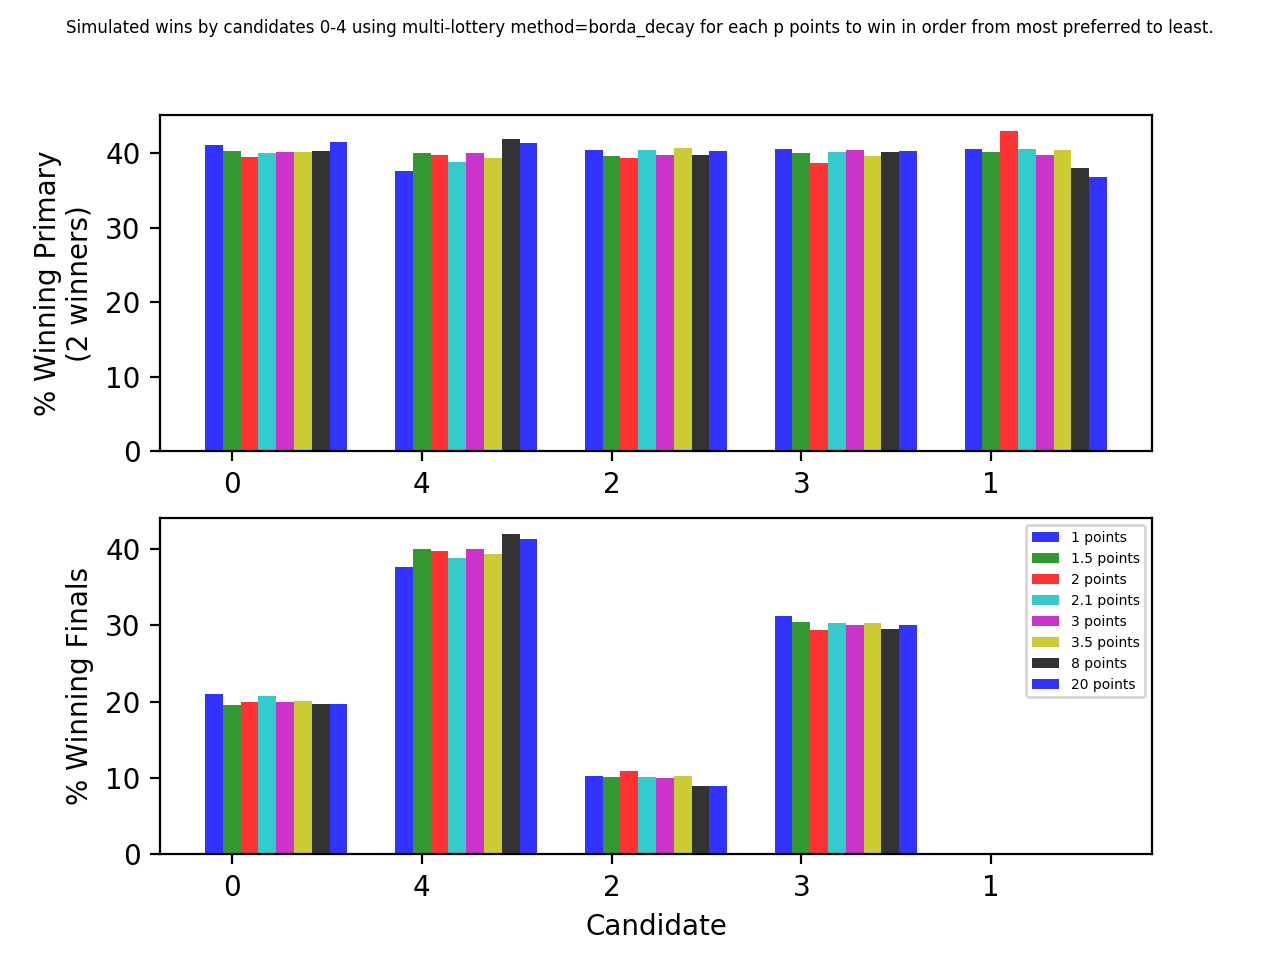 Simulated wins by candidates 0-4 using multi-lottery method=borda_decay for each p points to win in order from most preferred to least.
% Winning Primary
(2 winners)
40
30
20
10
0
0 4 2 3 1
% Winning Finals
40
30
20
10
0
1 points
1.5 points
2 points
2.1 points
3 points
3.5 points
8 points
20 points
0 4 2 3 1
Candidate